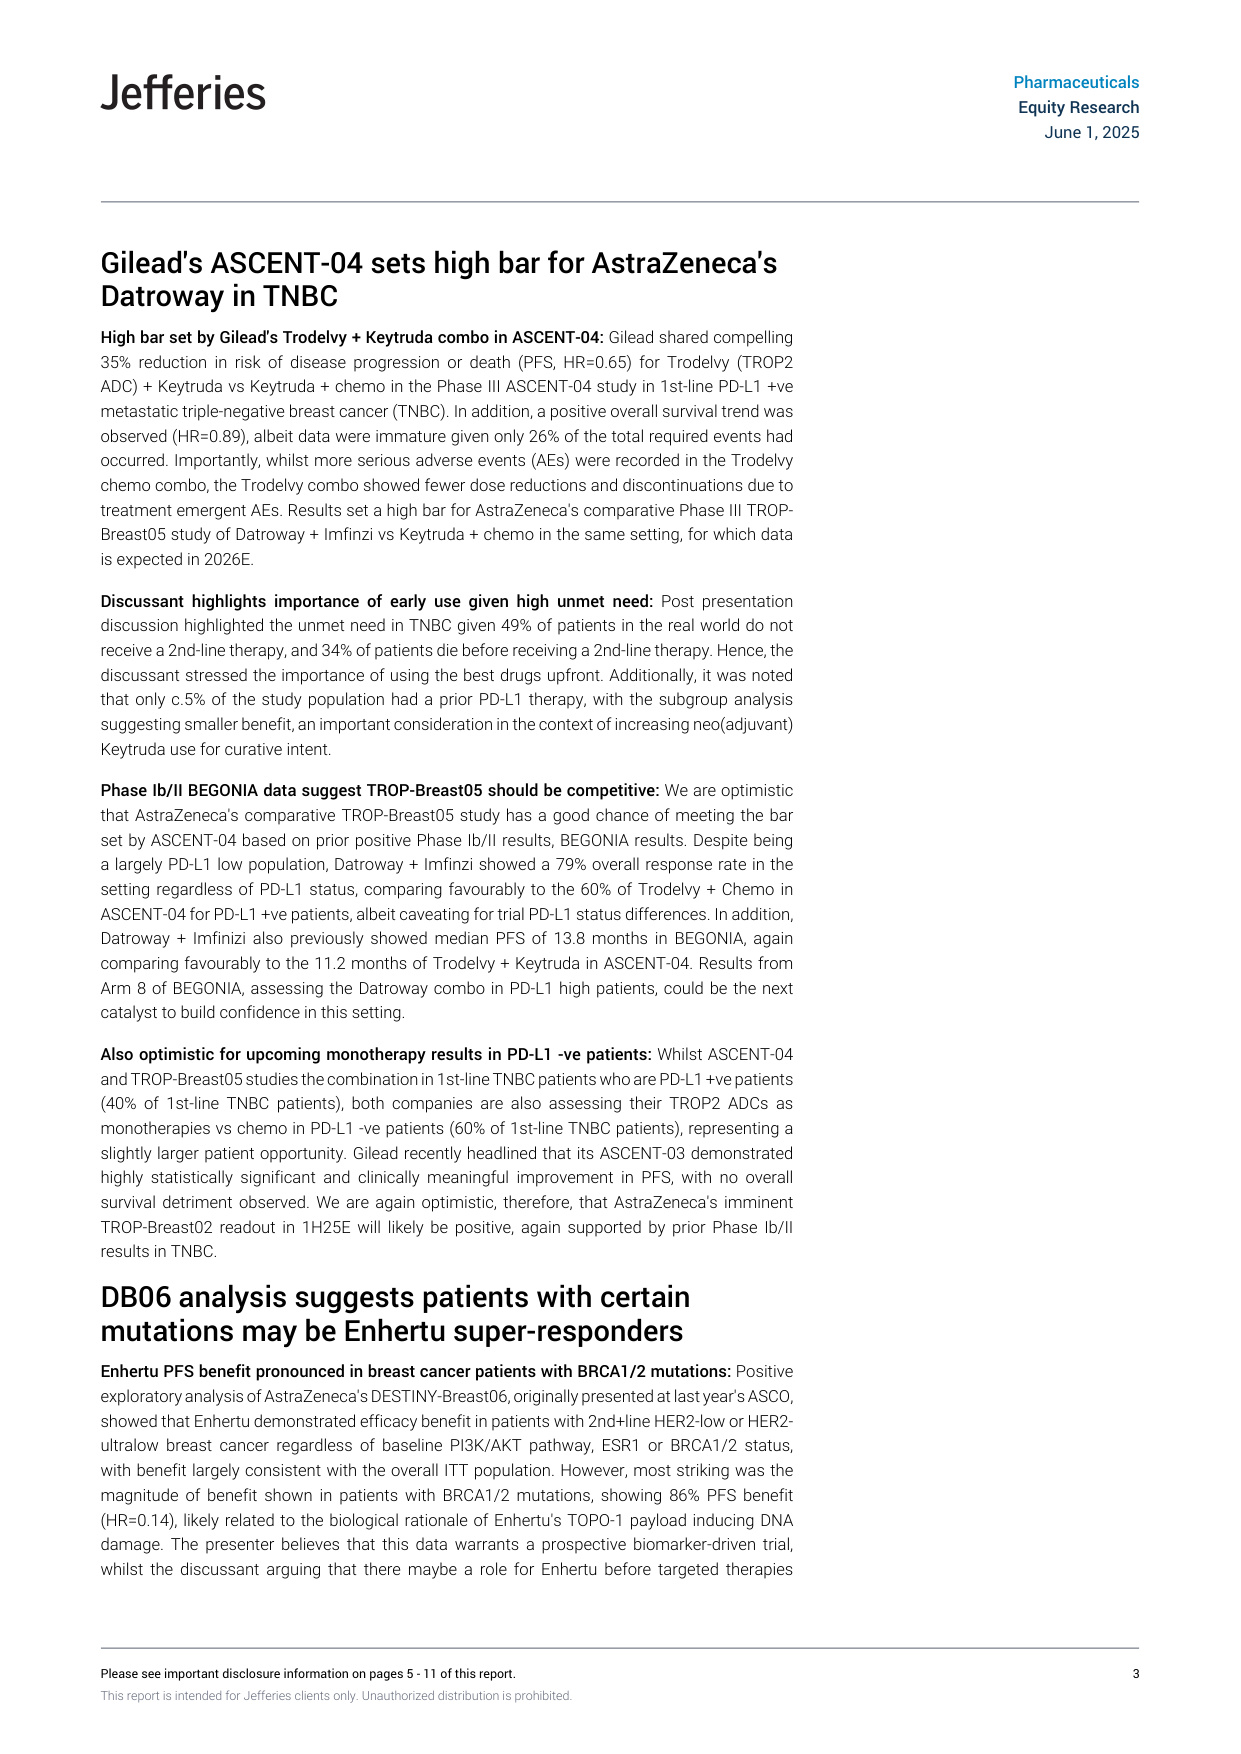 Jefferies
Pharmaceuticals
Equity Research
June 1, 2025
Gilead's ASCENT-04 sets high bar for AstraZeneca's
Datroway in TNBC
High bar set by Gilead's Trodelvy + Keytruda combo in ASCENT-04: Gilead shared compelling
35% reduction in risk of disease progression or death (PFS, HR=0.65) for Trodelvy (TROP2
ADC) + Keytruda vs Keytruda + chemo in the Phase III ASCENT-04 study in 1st-line PD-L1 +ve
metastatic triple-negative breast cancer (TNBC). In addition, a positive overall survival trend was
observed (HR=0.89), albeit data were immature given only 26% of the total required events had
occurred. Importantly, whilst more serious adverse events (AEs) were recorded in the Trodelvy
chemo combo, the Trodelvy combo showed fewer dose reductions and discontinuations due to
treatment emergent AEs. Results set a high bar for AstraZeneca's comparative Phase III TROP-
Breast05 study of Datroway + Imfinzi vs Keytruda + chemo in the same setting, for which data
is expected in 2026E.
Discussant highlights importance of early use given high unmet need: Post presentation
discussion highlighted the unmet need in TNBC given 49% of patients in the real world do not
receive a 2nd-line therapy, and 34% of patients die before receiving a 2nd-line therapy. Hence, the
discussant stressed the importance of using the best drugs upfront. Additionally, it was noted
that only c.5% of the study population had a prior PD-L1 therapy, with the subgroup analysis
suggesting smaller benefit, an important consideration in the context of increasing neo(adjuvant)
Keytruda use for curative intent.
Phase Ib/II BEGONIA data suggest TROP-Breast05 should be competitive: We are optimistic
that AstraZeneca's comparative TROP-Breast05 study has a good chance of meeting the bar
set by ASCENT-04 based on prior positive Phase Ib/II results, BEGONIA results. Despite being
a largely PD-L1 low population, Datroway + Imfinzi showed a 79% overall response rate in the
setting regardless of PD-L1 status, comparing favourably to the 60% of Trodelvy + Chemo in
ASCENT-04 for PD-L1 +ve patients, albeit caveating for trial PD-L1 status differences. In addition,
Datroway + Imfinizi also previously showed median PFS of 13.8 months in BEGONIA, again
comparing favourably to the 11.2 months of Trodelvy + Keytruda in ASCENT-04. Results from
Arm 8 of BEGONIA, assessing the Datroway combo in PD-L1 high patients, could be the next
catalyst to build confidence in this setting.
Also optimistic for upcoming monotherapy results in PD-L1 -ve patients: Whilst ASCENT-04
and TROP-Breast05 studies the combination in 1st-line TNBC patients who are PD-L1 +ve patients
(40% of 1st-line TNBC patients), both companies are also assessing their TROP2 ADCs as
monotherapies vs chemo in PD-L1 -ve patients (60% of 1st-line TNBC patients), representing a
slightly larger patient opportunity. Gilead recently headlined that its ASCENT-03 demonstrated
highly statistically significant and clinically meaningful improvement in PFS, with no overall
survival detriment observed. We are again optimistic, therefore, that AstraZeneca's imminent
TROP-Breast02 readout in 1H25E will likely be positive, again supported by prior Phase Ib/II
results in TNBC.
DB06 analysis suggests patients with certain
mutations may be Enhertu super-responders
Enhertu PFS benefit pronounced in breast cancer patients with BRCA1/2 mutations: Positive
exploratory analysis of AstraZeneca's DESTINY-Breast06, originally presented at last year's ASCO,
showed that Enhertu demonstrated efficacy benefit in patients with 2nd+line HER2-low or HER2-
ultralow breast cancer regardless of baseline PI3K/AKT pathway, ESR1 or BRCA1/2 status,
with benefit largely consistent with the overall ITT population. However, most striking was the
magnitude of benefit shown in patients with BRCA1/2 mutations, showing 86% PFS benefit
(HR=0.14), likely related to the biological rationale of Enhertu's TOPO-1 payload inducing DNA
damage. The presenter believes that this data warrants a prospective biomarker-driven trial,
whilst the discussant arguing that there maybe a role for Enhertu before targeted therapies
Please see important disclosure information on pages 5 - 11 of this report.
3
This report is intended for Jefferies clients only. Unauthorized distribution is prohibited.